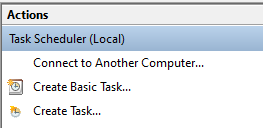 Actions
Task Scheduler (Local)
Connect to Another Computer...
Create Basic Task...
Create Task...